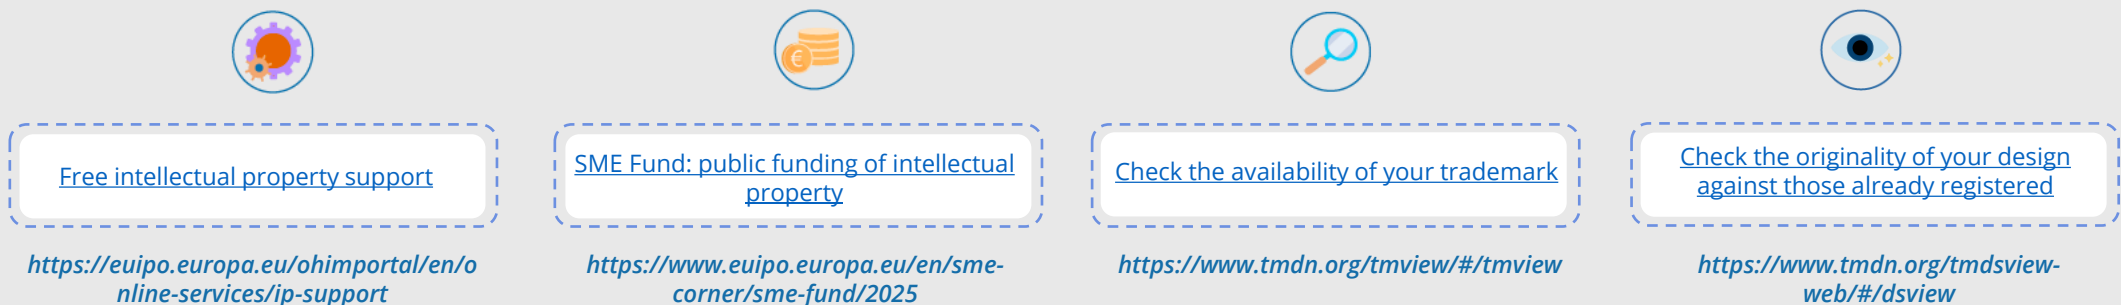 Free intellectual property support
SME Fund: public funding of intellectual
property
Check the availability of your trademark
Check the originality of your design
against those already registered
https://euipo.europa.eu/ohimportal/en/o
nline-services/ip-support
https://www.euipo.europa.eu/en/sme-
corner/sme-fund/2025
https://www.tmdn.org/tmview/#/tmview
https://www.tmdn.org/tmdsview-
web/#/dsview